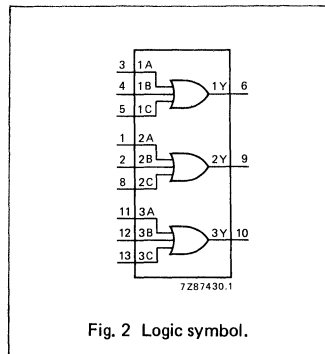 3 1A
4 1B 1Y 6
5 1C
1 2A
2 2B 2Y 9
8 2C
11 3A
12 3B 3Y 10
13 3C
7Z87430.1
Fig. 2 Logic symbol.